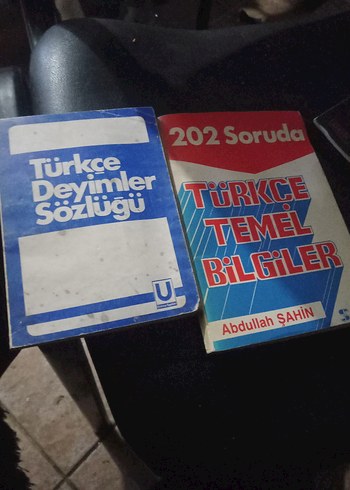 Türkçe
Deyimler
Sözlüğü
U
202 Soruda
TÜRKÇE
TEMEL
BİLGİLER
Abdullah ŞAHİN